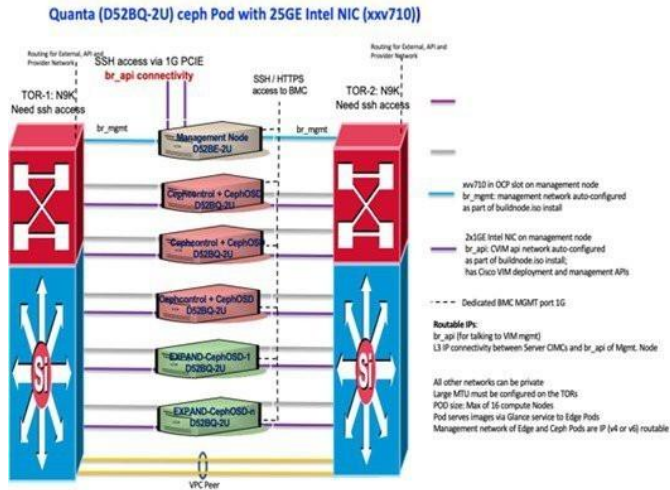 Quanta (D52BQ-2U) ceph Pod with 25GE Intel NIC (xxv710))
Routing for External, API and
Provider Network
SSH access via 1G PCIE
br_api connectivity
SSH / HTTPS
access to BMC
Routing for External, API and
Provider Network
TOR-1: N9K
Need ssh access
TOR-2: N9K
Need ssh access
br_mgmt
Management Node
D52BE-2U
br_mgmt
Cephcontrol + CephOSD
D52BQ-2U
Cephcontrol + CephOSD
D52BQ-2U
Cephcontrol + CephOSD
D52BQ-2U
EXPAND-CephOSD-1
D52BQ-2U
EXPAND-CephOSD-n
D52BQ-2U
Si
Si
VPC Peer
xvv710 in OCP slot on management node
br_mgmt: management network auto-configured
as part of buildnode.iso install
2x1GE Intel NIC on management node
br_api: CVIM api network auto-configured
as part of buildnode.iso install;
has Cisco VIM deployment and management APIs
Dedicated BMC MGMT port 1G
Routable IPs:
br_api (for talking to VIM mgmt)
L3 IP connectivity between Server CIMCs and br_api of Mgmt. Node
All other networks can be private
Large MTU must be configured on the TORs
POD size: Max of 16 compute Nodes
Pod serves images via Glance service to Edge Pods
Management network of Edge and Ceph Pods are IP (v4 or v6) routable